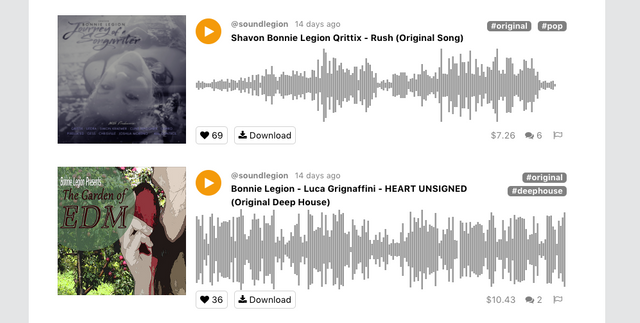 BONNIE LEGION
Journey of a
Songwriter
@soundlegion 14 days ago
#original #pop
Shavon Bonnie Legion Qrittix - Rush (Original Song)
69 Download
$7.26 6
Bonnie Legion Presents
The Garden of
EDM
@soundlegion 14 days ago
#original
Bonnie Legion - Luca Grignaffini - HEART UNSIGNED
#deephouse
(Original Deep House)
36 Download
$10.43 2